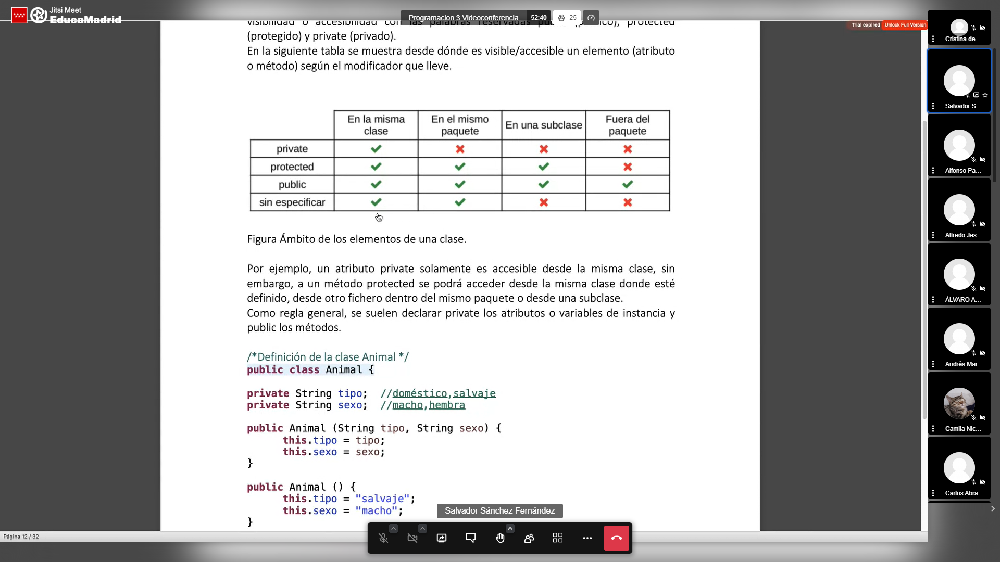 Jitsi Meet
EducaMadrid
Programacion 3 Videoconferencia 52:40 25
Trial expired Unlock Full Version
visibilidad o accesibilidad con las palabras reservadas public (público), protected
(protegido) y private (privado).
En la siguiente tabla se muestra desde dónde es visible/accesible un elemento (atributo
o método) según el modificador que lleve.
En la misma clase En el mismo paquete En una subclase Fuera del paquete
private ✔ ✖ ✖ ✖
protected ✔ ✔ ✔ ✖
public ✔ ✔ ✔ ✔
sin especificar ✔ ✔ ✖ ✖
Figura Ámbito de los elementos de una clase.
Por ejemplo, un atributo private solamente es accesible desde la misma clase, sin
embargo, a un método protected se podrá acceder desde la misma clase donde esté
definido, desde otro fichero dentro del mismo paquete o desde una subclase.
Como regla general, se suelen declarar private los atributos o variables de instancia y
public los métodos.
/*Definición de la clase Animal */
public class Animal {
private String tipo; //doméstico,salvaje
private String sexo; //macho,hembra
public Animal (String tipo, String sexo) {
this.tipo = tipo;
this.sexo = sexo;
}
public Animal () {
this.tipo = "salvaje";
this.sexo = "macho";
}
Salvador Sánchez Fernández
Página 12 / 32
Cristina de ...
Salvador S...
Alfonso Pa...
Alfredo Jes...
ÁLVARO A...
Andrés Mar...
Camila Nic...
Carlos Abra...